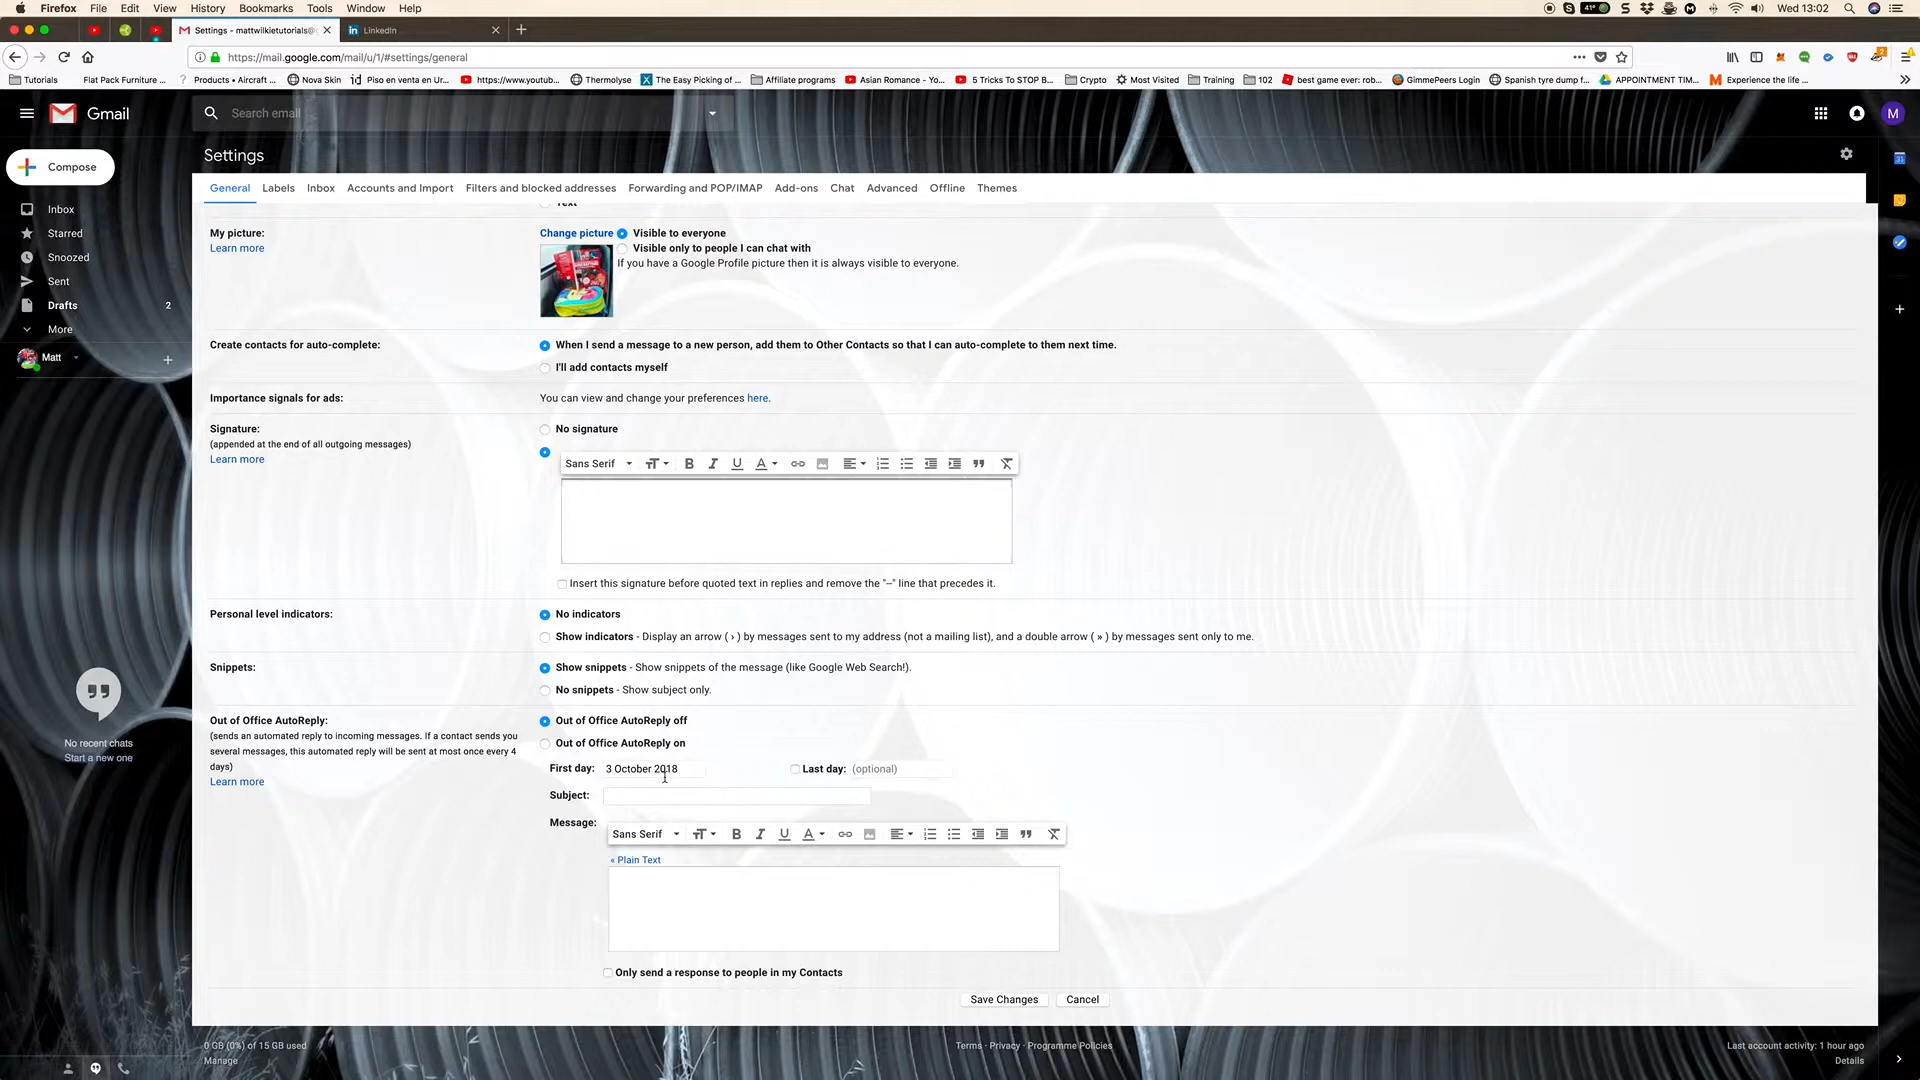 Firefox File Edit View History Bookmarks Tools Window Help 41° Wed 13:02
Settings - mattwilkietutorials@g LinkedIn
https://mail.google.com/mail/u/1/#settings/general
Tutorials Flat Pack Furniture ... Products • Aircraft ... Nova Skin Piso en venta en Ur... https://www.youtub... Thermolyse The Easy Picking of ... Affiliate programs Asian Romance - Yo... 5 Tricks To STOP B... Crypto Most Visited Training 102 best game ever: rob... GimmePeers Login Spanish tyre dump f... APPOINTMENT TIM... Experience the life ...
Gmail Search email M
Compose
Settings
General Labels Inbox Accounts and Import Filters and blocked addresses Forwarding and POP/IMAP Add-ons Chat Advanced Offline Themes
Inbox
Starred
Snoozed
Sent
Drafts 2
More
Matt
No recent chats
Start a new one
Text
My picture:
Learn more
Change picture Visible to everyone
Visible only to people I can chat with
If you have a Google Profile picture then it is always visible to everyone.
Create contacts for auto-complete:
When I send a message to a new person, add them to Other Contacts so that I can auto-complete to them next time.
I'll add contacts myself
Importance signals for ads:
You can view and change your preferences here.
Signature:
(appended at the end of all outgoing messages)
Learn more
No signature
Sans Serif
Insert this signature before quoted text in replies and remove the "--" line that precedes it.
Personal level indicators:
No indicators
Show indicators - Display an arrow ( › ) by messages sent to my address (not a mailing list), and a double arrow ( » ) by messages sent only to me.
Snippets:
Show snippets - Show snippets of the message (like Google Web Search!).
No snippets - Show subject only.
Out of Office AutoReply:
(sends an automated reply to incoming messages. If a contact sends you
several messages, this automated reply will be sent at most once every 4
days)
Learn more
Out of Office AutoReply off
Out of Office AutoReply on
First day: 3 October 2018 Last day: (optional)
Subject:
Message:
Sans Serif
« Plain Text
Only send a response to people in my Contacts
Save Changes Cancel
0 GB (0%) of 15 GB used
Manage
Terms - Privacy - Programme Policies
Last account activity: 1 hour ago
Details